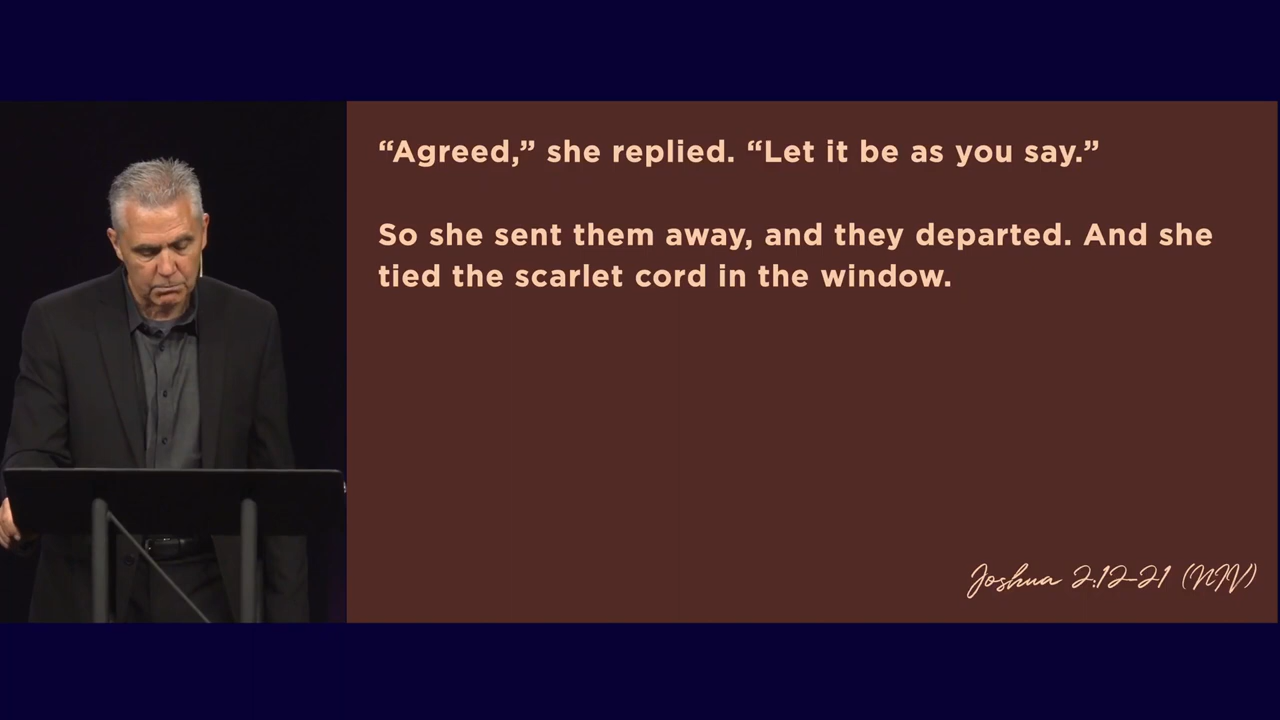 “Agreed,” she replied. “Let it be as you say.”
So she sent them away, and they departed. And she
tied the scarlet cord in the window.
Joshua 2:12-21 (NIV)